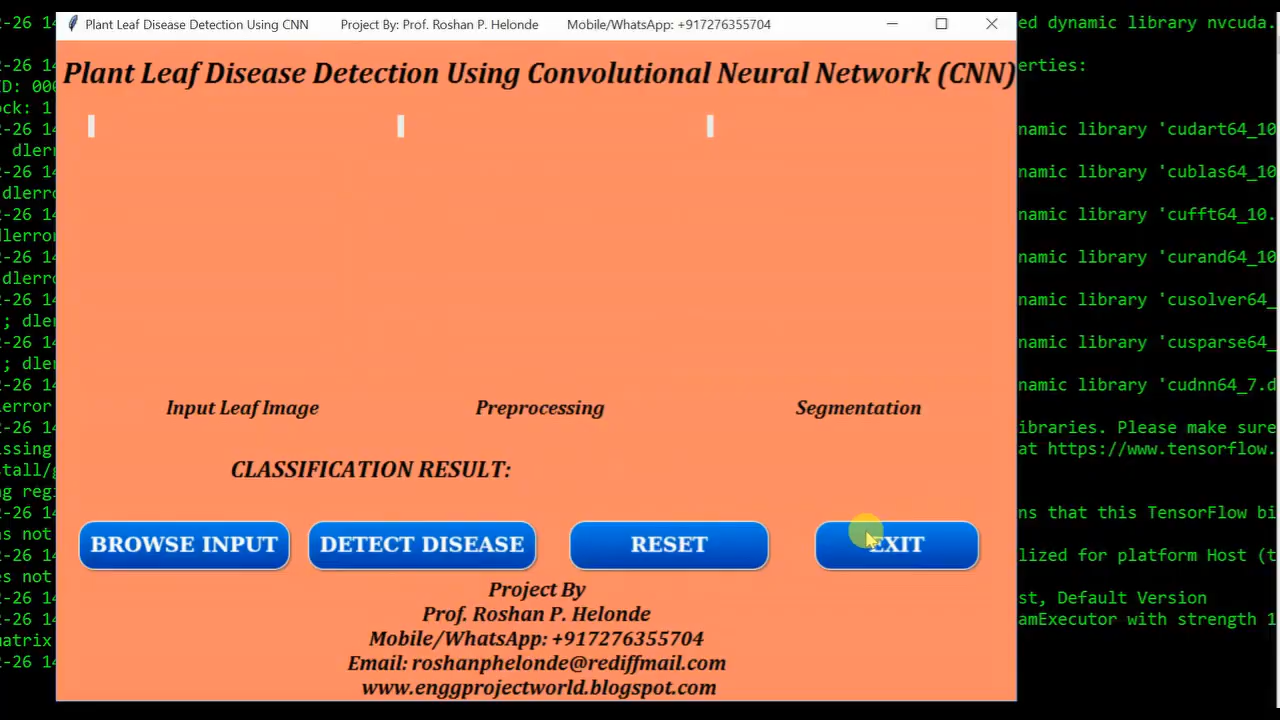 Plant Leaf Disease Detection Using CNN Project By: Prof. Roshan P. Helonde Mobile/WhatsApp: +917276355704
Plant Leaf Disease Detection Using Convolutional Neural Network (CNN)
Input Leaf Image Preprocessing Segmentation
CLASSIFICATION RESULT:
BROWSE INPUT DETECT DISEASE RESET EXIT
Project By
Prof. Roshan P. Helonde
Mobile/WhatsApp: +917276355704
Email: roshanphelonde@rediffmail.com
www.enggprojectworld.blogspot.com
ed dynamic library nvcuda.
erties:
namic library 'cudart64_10
namic library 'cublas64_10
namic library 'cufft64_10.
namic library 'curand64_10
namic library 'cusolver64_
namic library 'cusparse64_
namic library 'cudnn64_7.d
ibraries. Please make sure
at https://www.tensorflow.
ns that this TensorFlow bi
lized for platform Host (t
st, Default Version
amExecutor with strength 1